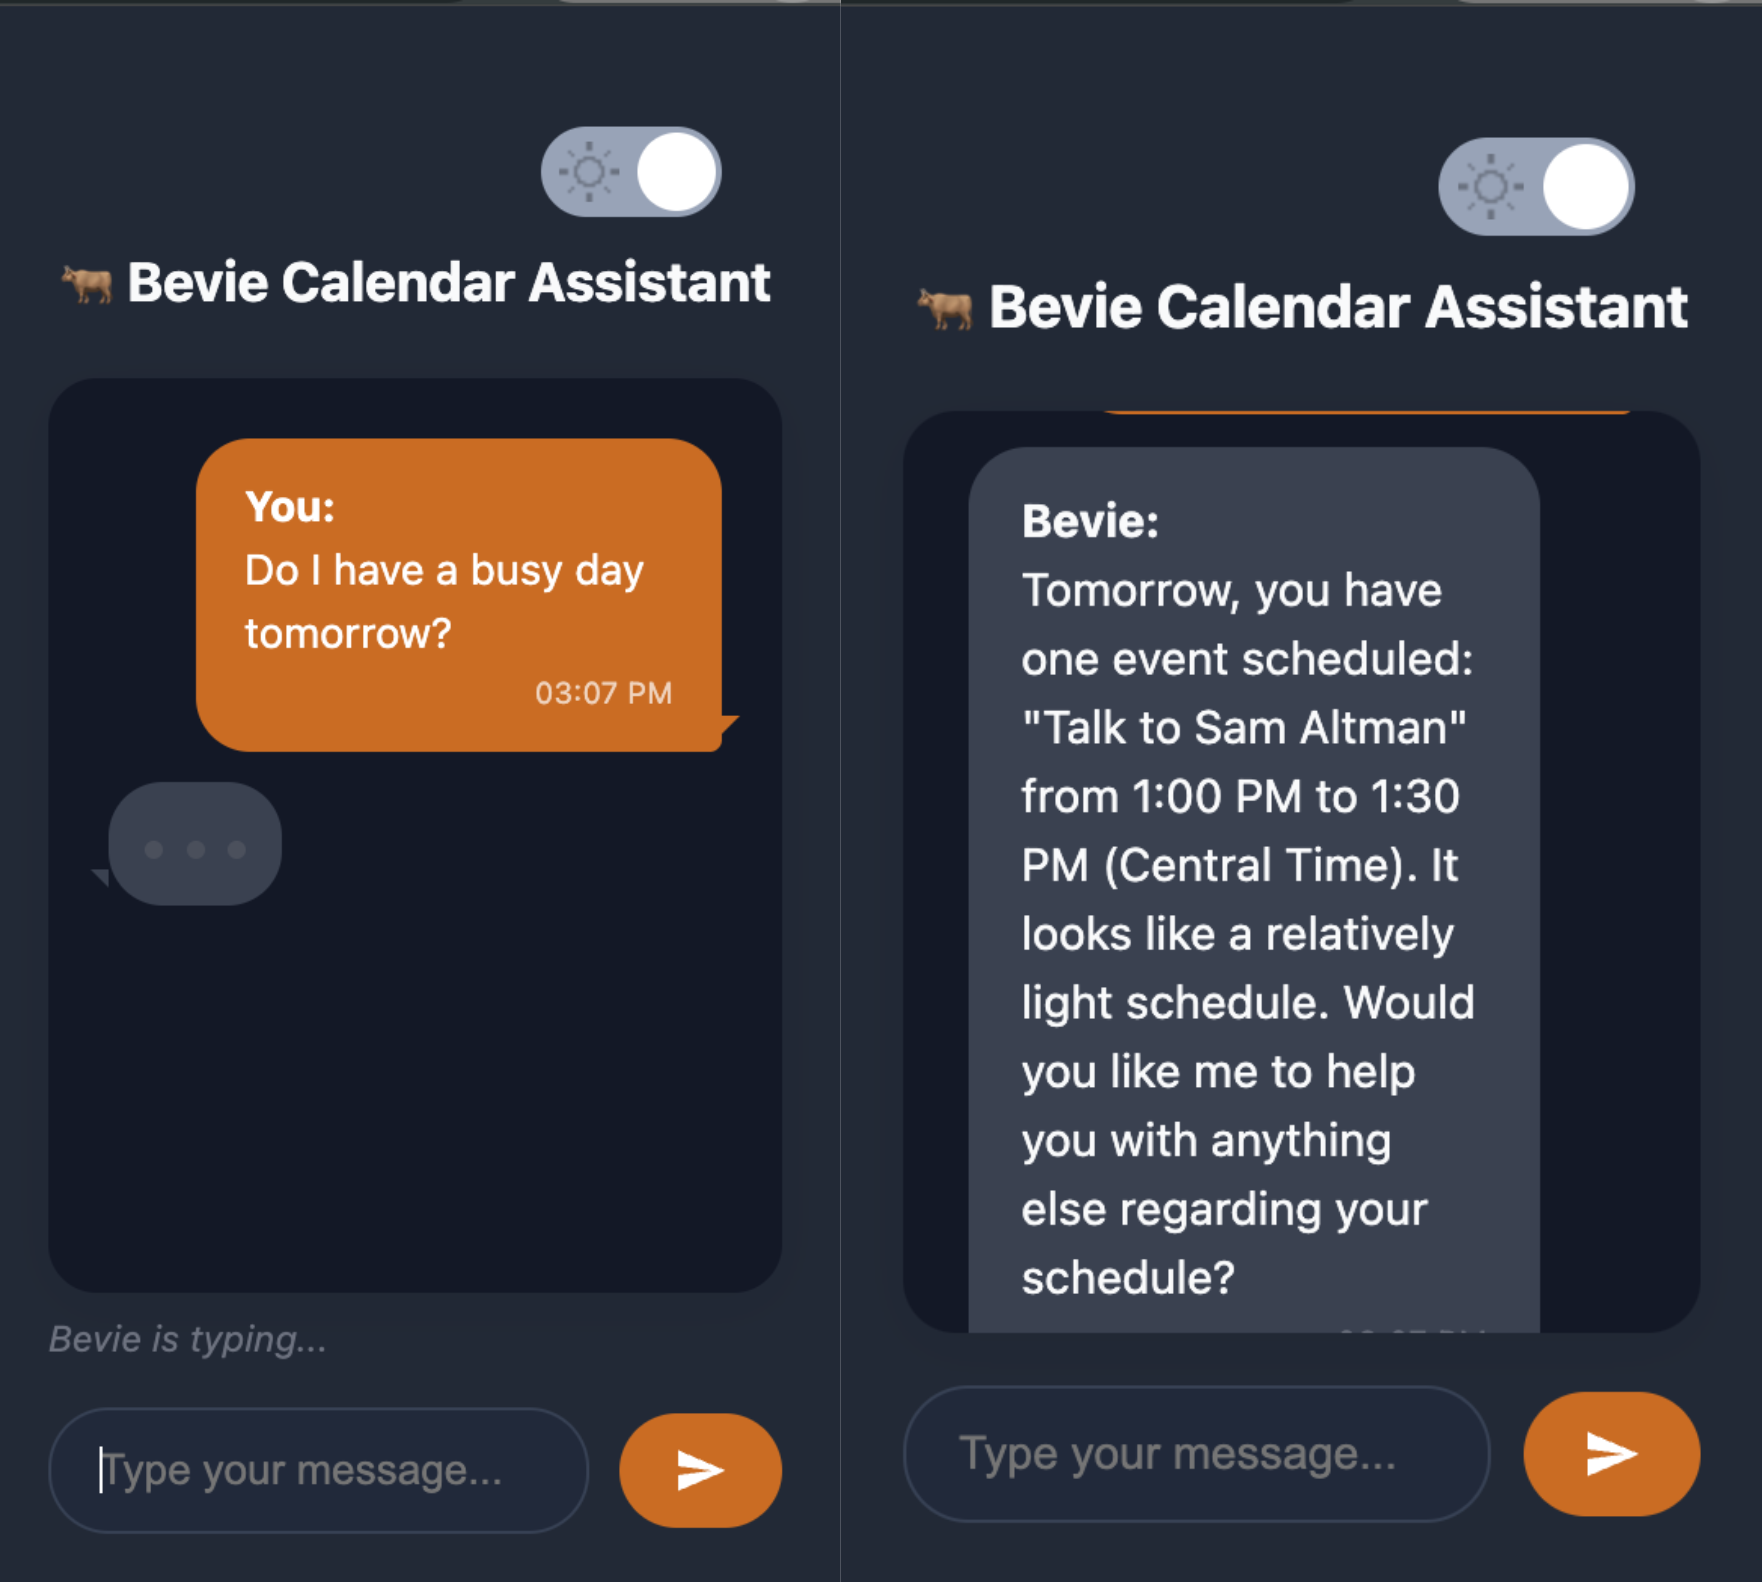 Bevie Calendar Assistant
You:
Do I have a busy day
tomorrow?
03:07 PM
Bevie is typing...
Type your message...
Bevie Calendar Assistant
Bevie:
Tomorrow, you have
one event scheduled:
"Talk to Sam Altman"
from 1:00 PM to 1:30
PM (Central Time). It
looks like a relatively
light schedule. Would
you like me to help
you with anything
else regarding your
schedule?
Type your message...